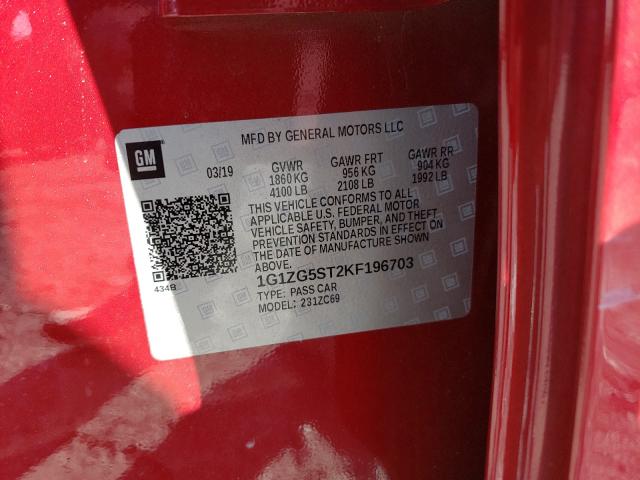 MFD BY GENERAL MOTORS LLC
GM
03/19 GVWR GAWR FRT GAWR RR
1860 KG 956 KG 904 KG
4100 LB 2108 LB 1992 LB
THIS VEHICLE CONFORMS TO ALL
APPLICABLE U.S. FEDERAL MOTOR
VEHICLE SAFETY, BUMPER, AND THEFT
PREVENTION STANDARDS IN EFFECT ON
THE DATE OF MANUFACTURE SHOWN
ABOVE.
434B
1G1ZG5ST2KF196703
TYPE: PASS CAR
MODEL: 231ZC69